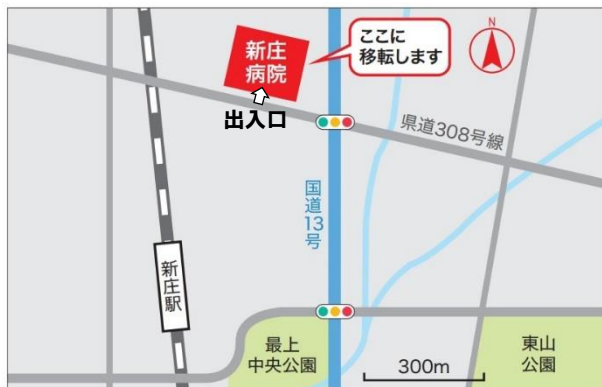 新庄
病院
ここに
移転します
N
出入口
県道308号線
国道13号
新庄駅
最上
中央公園
300m
東山
公園